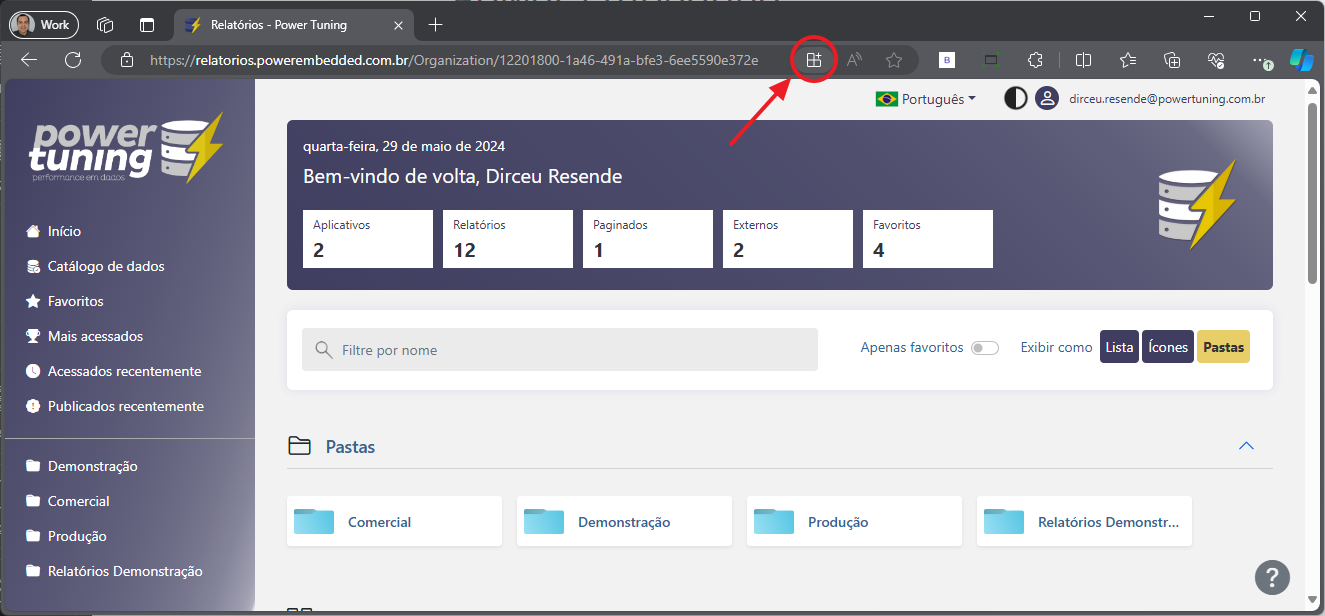 Work
Relatórios - Power Tuning
https://relatorios.powerembedded.com.br/Organization/12201800-1a46-491a-bfe3-6ee5590e372e
A
B
Português
dirceu.resende@powertuning.com.br
power
tuning
performance em dados
quarta-feira, 29 de maio de 2024
Bem-vindo de volta, Dirceu Resende
Aplicativos
2
Relatórios
12
Paginados
1
Externos
2
Favoritos
4
Início
Catálogo de dados
Favoritos
Mais acessados
Acessados recentemente
Publicados recentemente
Demonstração
Comercial
Produção
Relatórios Demonstração
Filtre por nome
Apenas favoritos
Exibir como
Lista
Ícones
Pastas
Pastas
Comercial
Demonstração
Produção
Relatórios Demonstr...
?